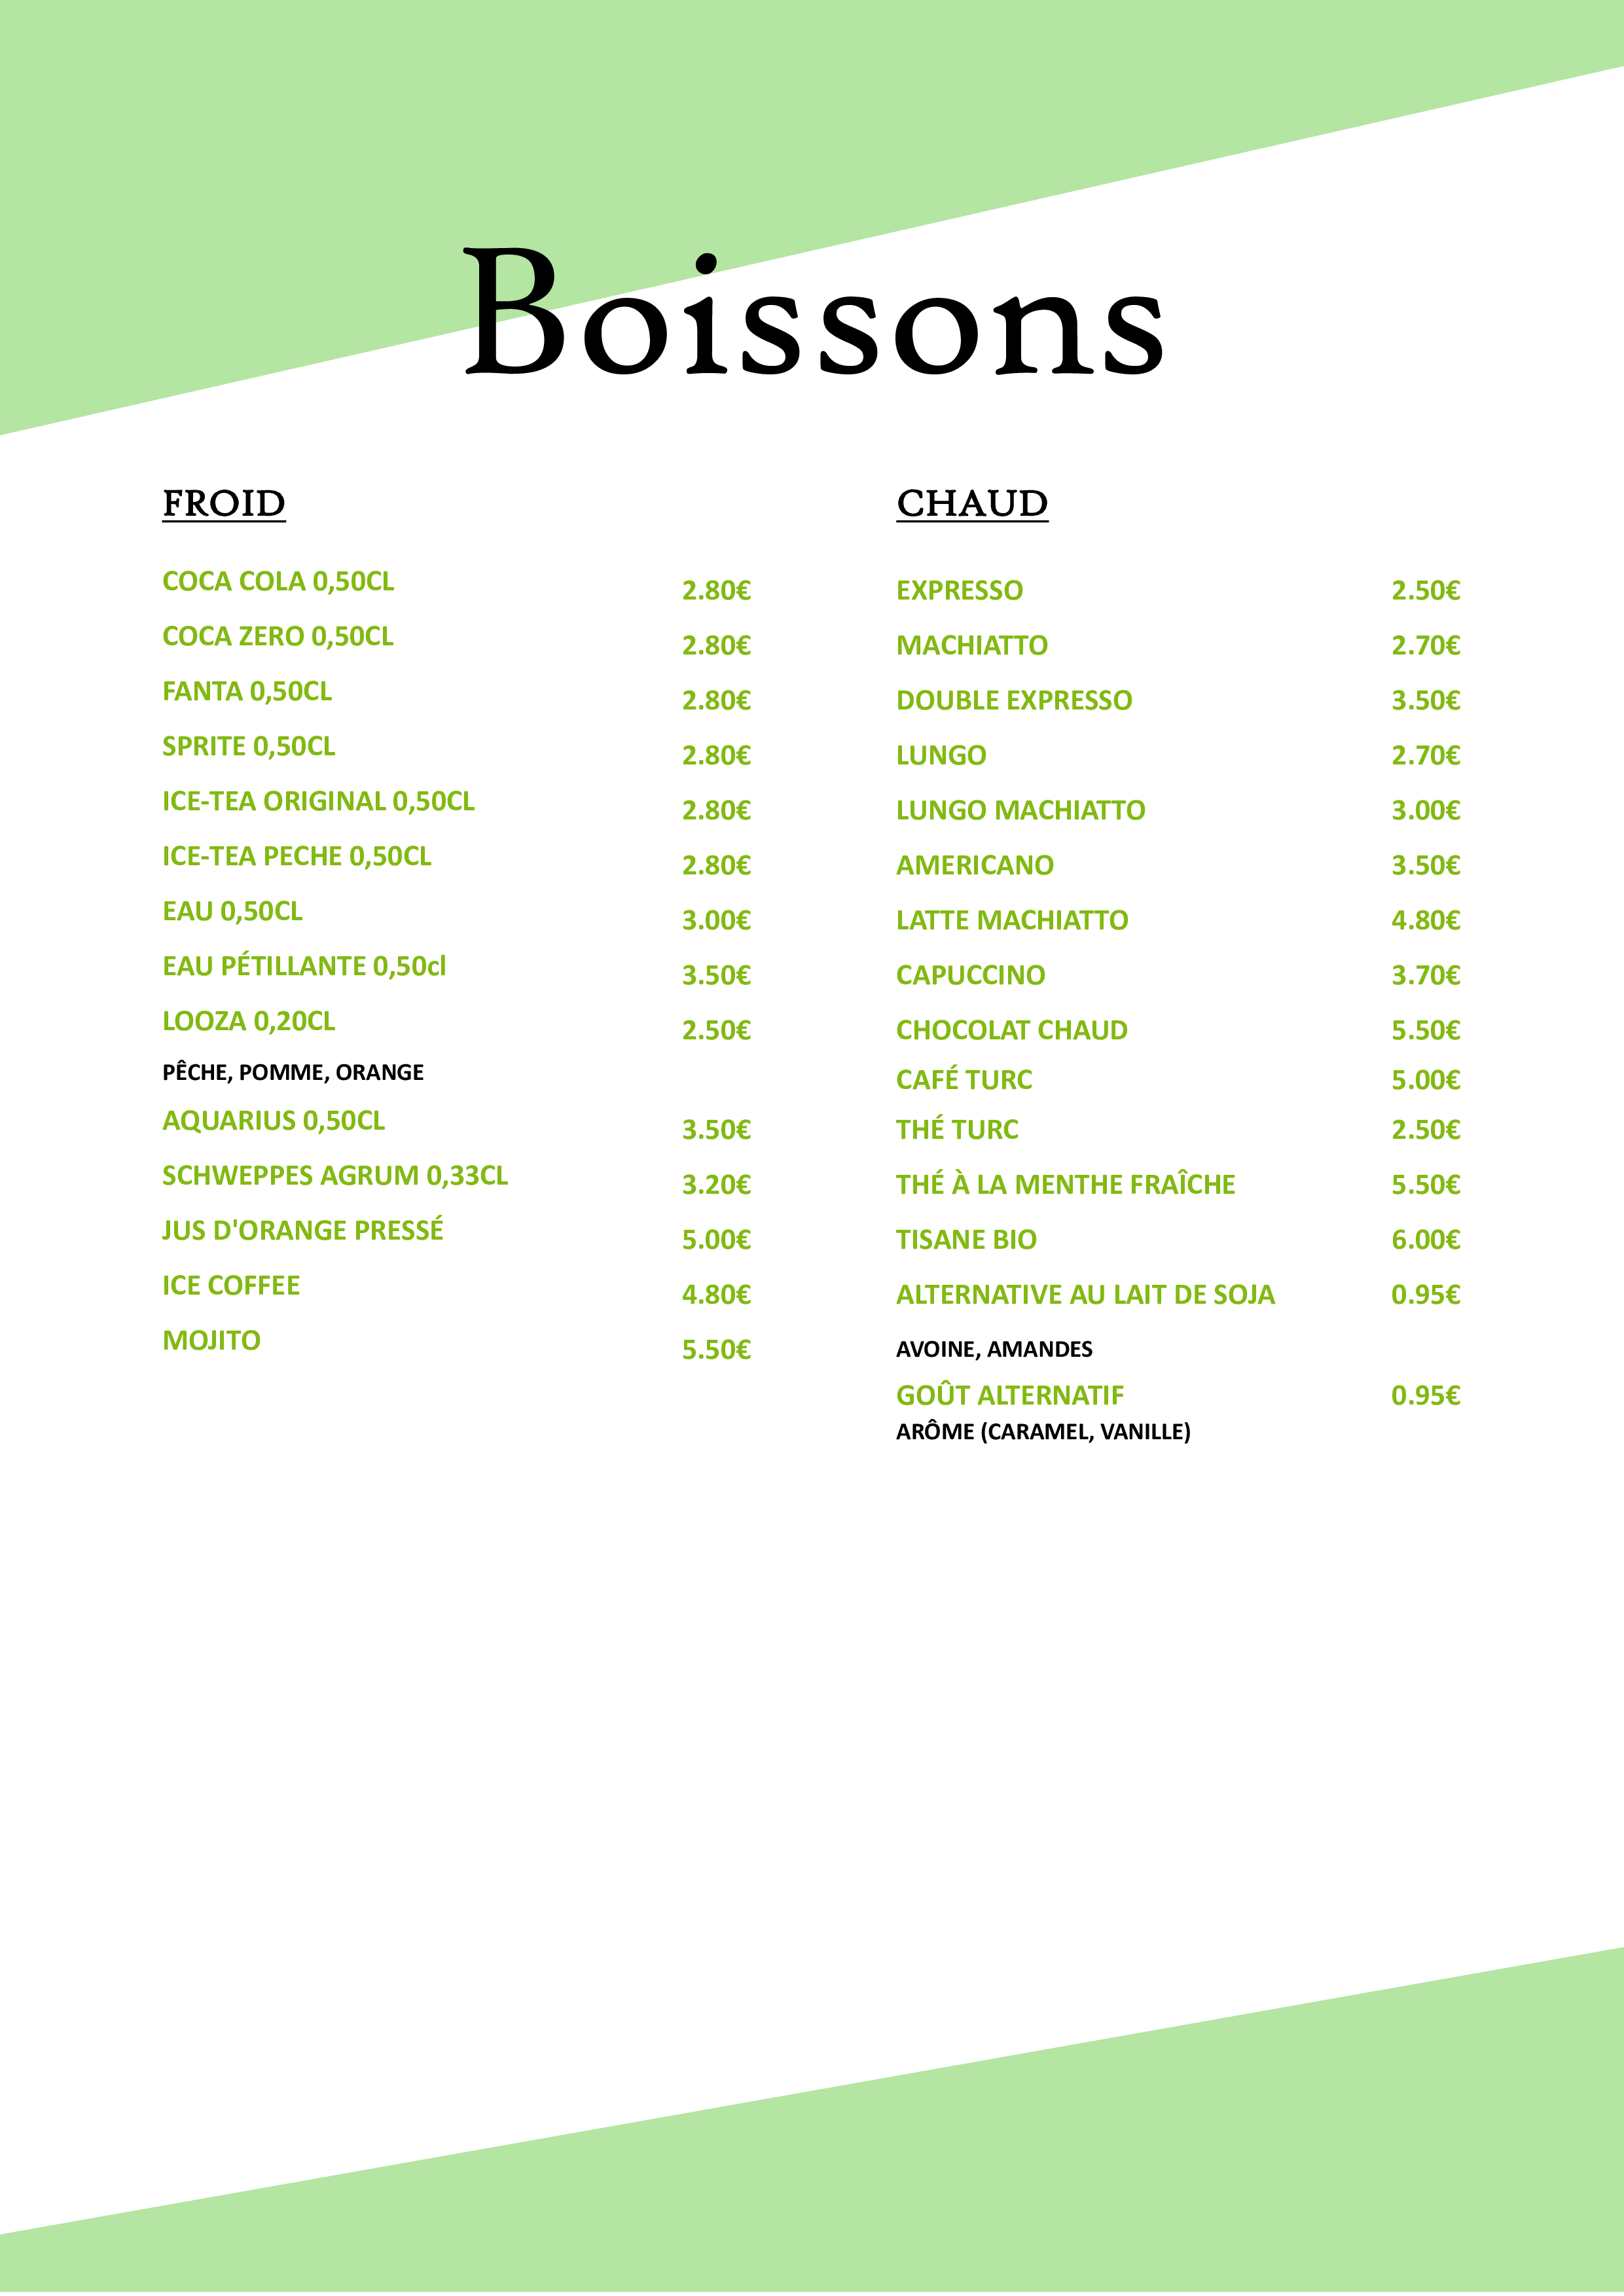 Boissons
FROID
COCA COLA 0,50CL 2.80€
COCA ZERO 0,50CL 2.80€
FANTA 0,50CL 2.80€
SPRITE 0,50CL 2.80€
ICE-TEA ORIGINAL 0,50CL 2.80€
ICE-TEA PECHE 0,50CL 2.80€
EAU 0,50CL 3.00€
EAU PÉTILLANTE 0,50cl 3.50€
LOOZA 0,20CL 2.50€
PÊCHE, POMME, ORANGE
AQUARIUS 0,50CL 3.50€
SCHWEPPES AGRUM 0,33CL 3.20€
JUS D'ORANGE PRESSÉ 5.00€
ICE COFFEE 4.80€
MOJITO 5.50€
CHAUD
EXPRESSO 2.50€
MACHIATTO 2.70€
DOUBLE EXPRESSO 3.50€
LUNGO 2.70€
LUNGO MACHIATTO 3.00€
AMERICANO 3.50€
LATTE MACHIATTO 4.80€
CAPUCCINO 3.70€
CHOCOLAT CHAUD 5.50€
CAFÉ TURC 5.00€
THÉ TURC 2.50€
THÉ À LA MENTHE FRAÎCHE 5.50€
TISANE BIO 6.00€
ALTERNATIVE AU LAIT DE SOJA 0.95€
AVOINE, AMANDES
GOÛT ALTERNATIF 0.95€
ARÔME (CARAMEL, VANILLE)